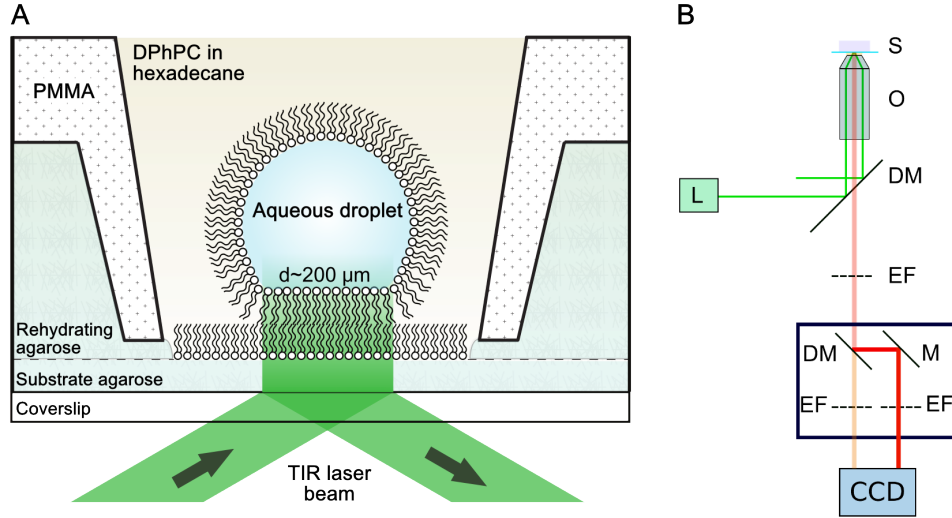 A
DPhPC in
hexadecane
PMMA
Aqueous droplet
d~200 µm
Rehydrating
agarose
Substrate agarose
Coverslip
TIR laser
beam
B
S
O
DM
L
EF
DM
M
EF
EF
CCD